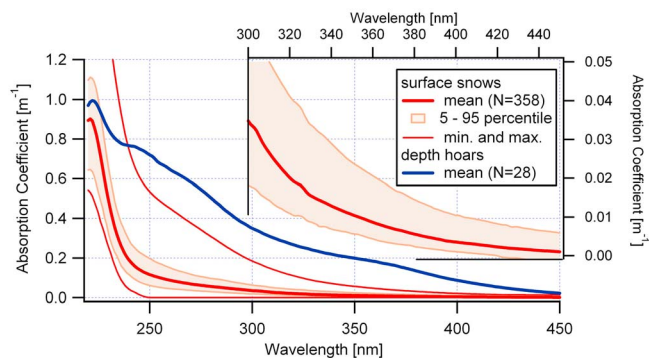 Wavelength [nm]
300 320 340 360 380 400 420 440
1.2
1.0
0.8
0.6
0.4
0.2
0.0
Absorption Coefficient [m-1]
surface snows
mean (N=358)
5 - 95 percentile
min. and max.
depth hoars
mean (N=28)
0.05
0.04
0.03
0.02
0.01
0.00
Absorption Coefficient [m-1]
250 300 350 400 450
Wavelength [nm]